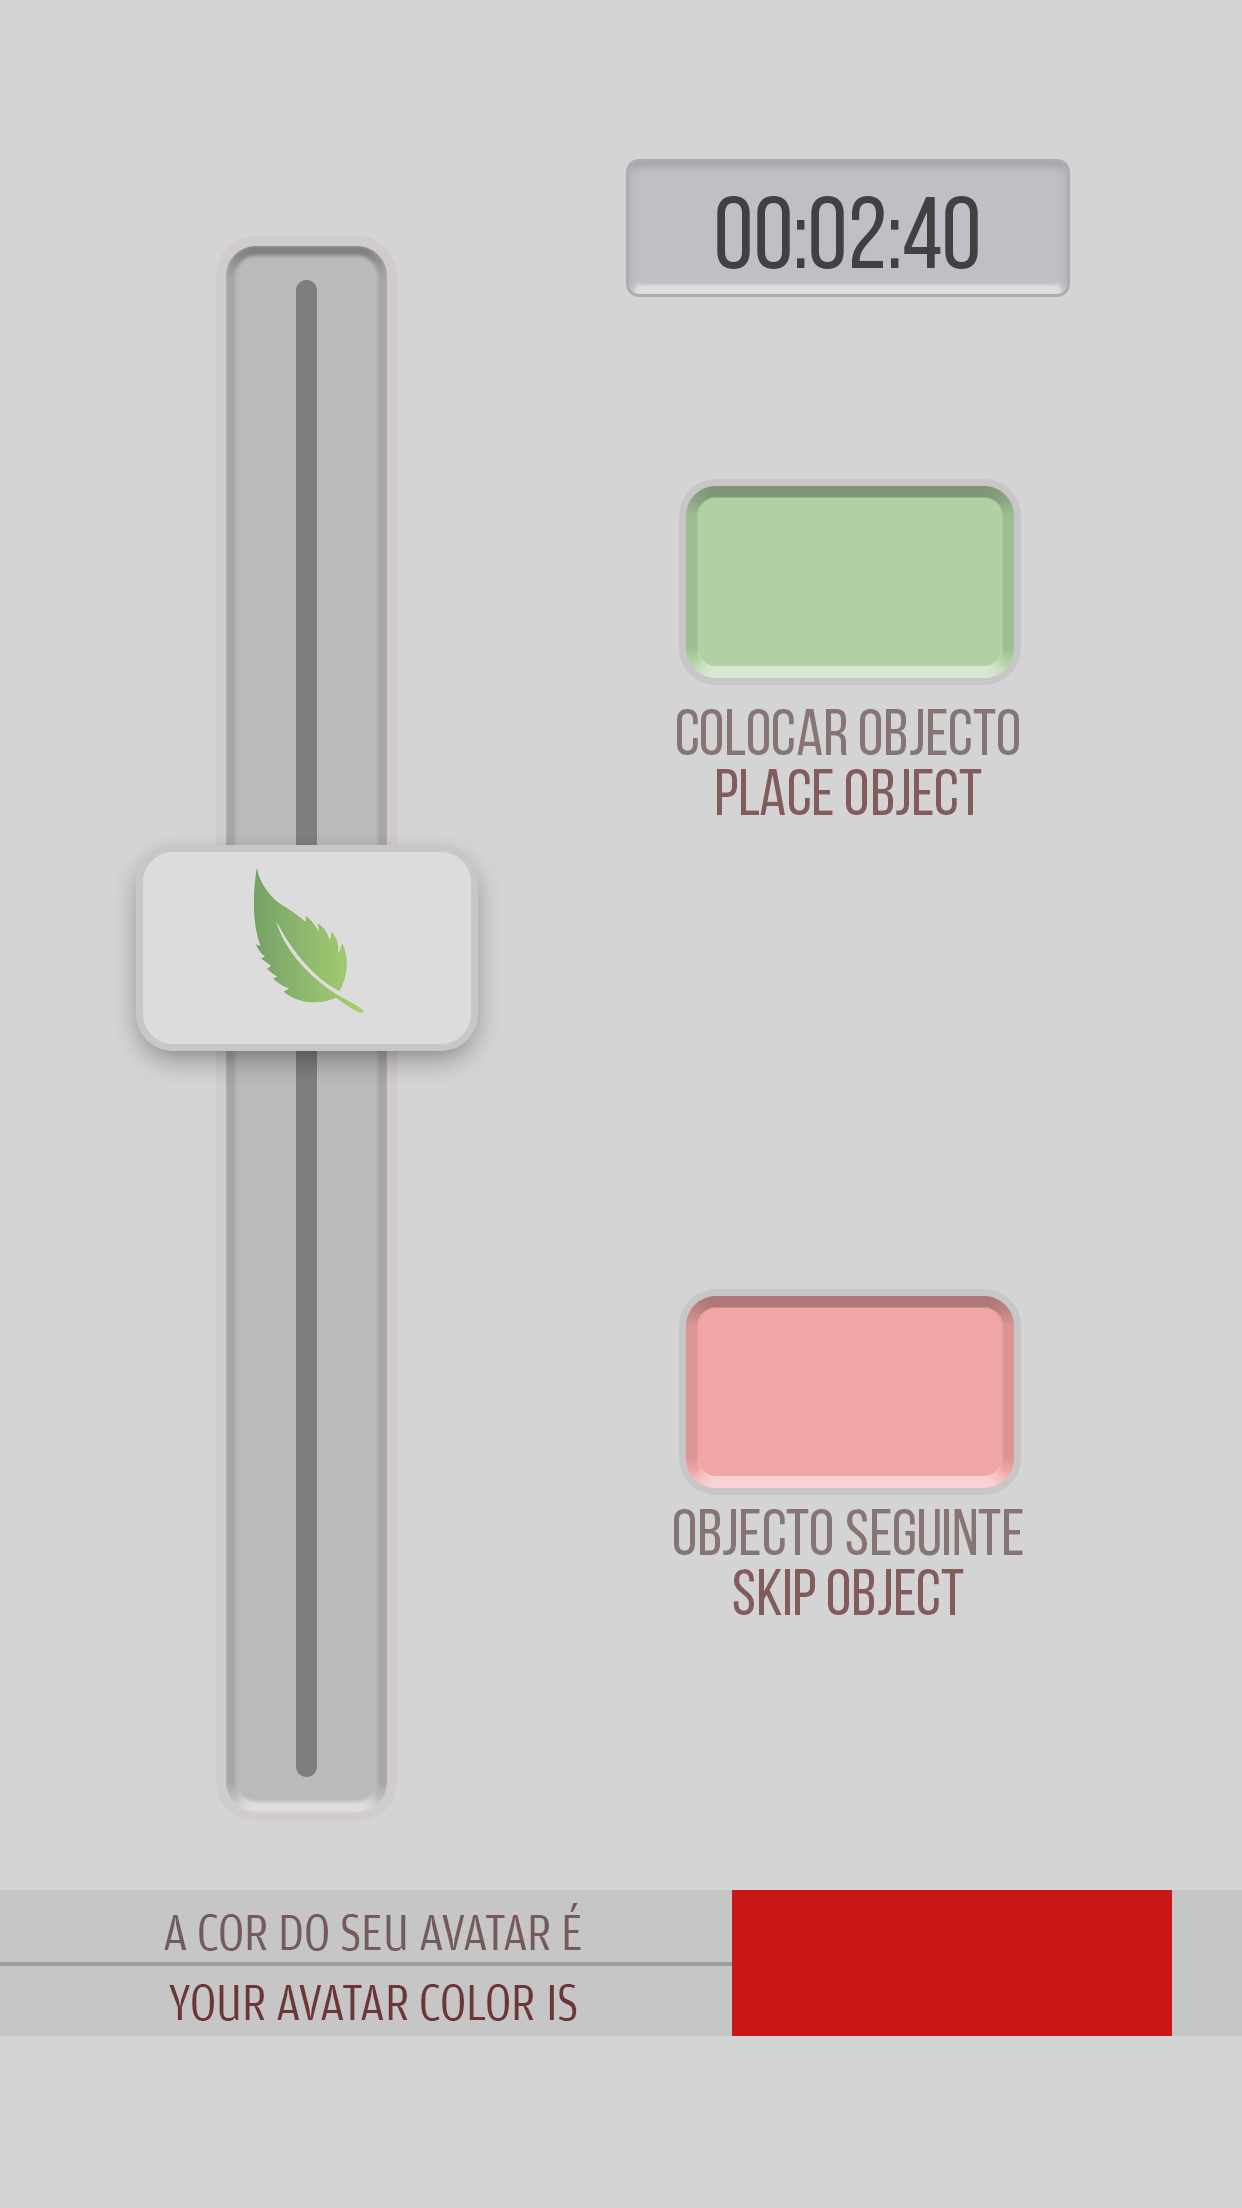 00:02:40
COLOCAR OBJECTO
PLACE OBJECT
OBJECTO SEGUINTE
SKIP OBJECT
A COR DO SEU AVATAR É
YOUR AVATAR COLOR IS